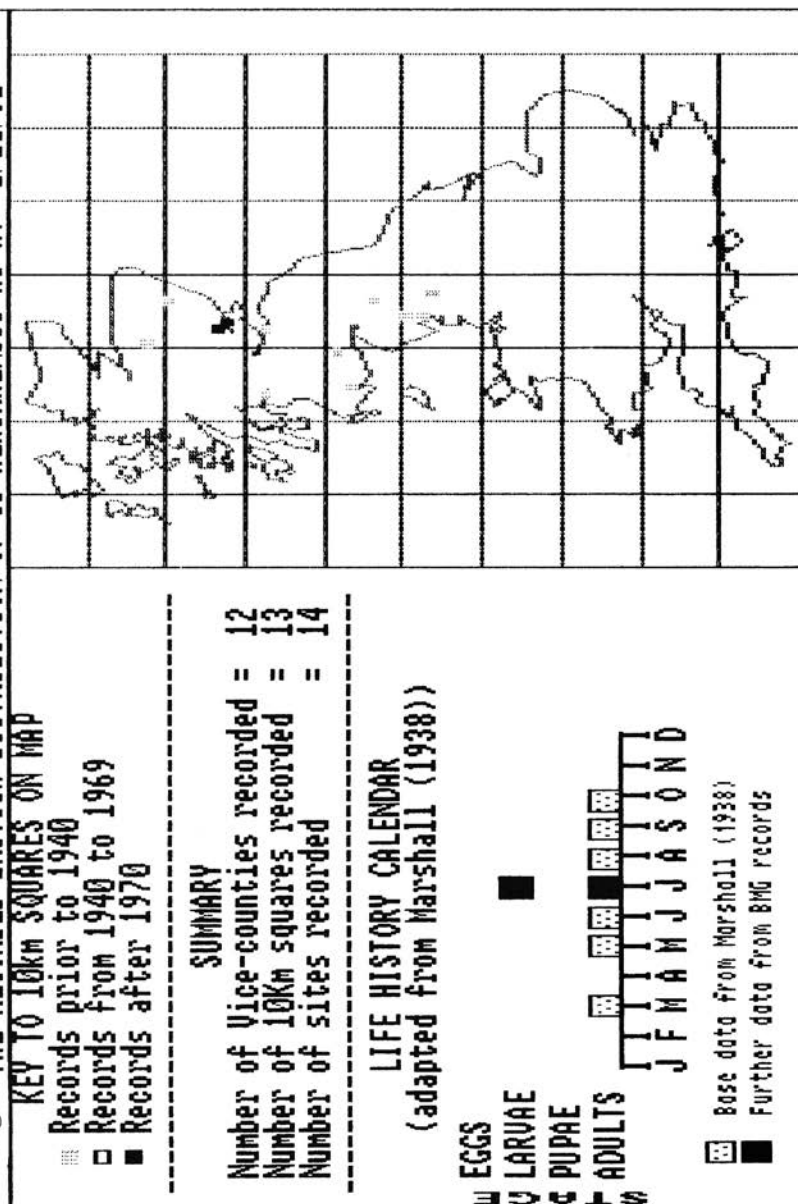 KEY TO 10km SQUARES ON MAP
Records prior to 1940
Records from 1940 to 1969
Records after 1970
SUMMARY
Number of Vice-counties recorded = 12
Number of 10Km squares recorded = 13
Number of sites recorded = 14
LIFE HISTORY CALENDAR
(adapted from Marshall (1938))
EGGS
LARVAE
PUPAE
ADULTS
J F M A M J J A S O N D
Base data from Marshall (1938)
Further data from BMG records